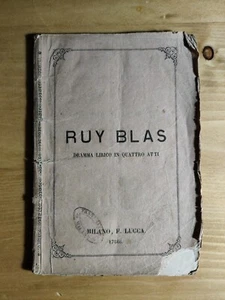 RUY BLAS
DRAMMA LIRICO IN QUATTRO ATTI
MILANO, F. LUCCA